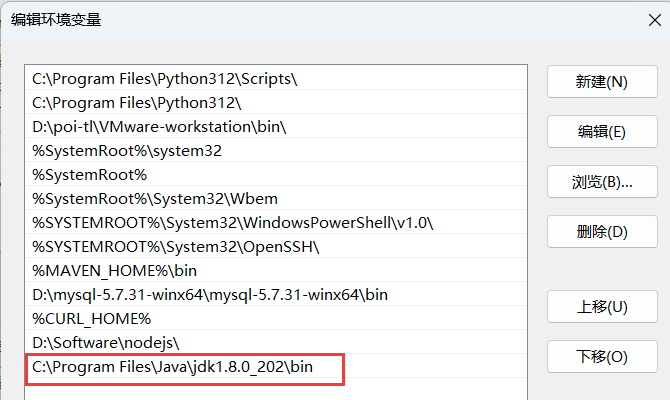 编辑环境变量
C:\Program Files\Python312\Scripts\
C:\Program Files\Python312\
D:\poi-tl\VMware-workstation\bin\
%SystemRoot%\system32
%SystemRoot%
%SystemRoot%\System32\Wbem
%SYSTEMROOT%\System32\WindowsPowerShell\v1.0\
%SYSTEMROOT%\System32\OpenSSH\
%MAVEN_HOME%\bin
D:\mysql-5.7.31-winx64\mysql-5.7.31-winx64\bin
%CURL_HOME%
D:\Software\nodejs\
C:\Program Files\Java\jdk1.8.0_202\bin
新建(N)
编辑(E)
浏览(B)...
删除(D)
上移(U)
下移(O)